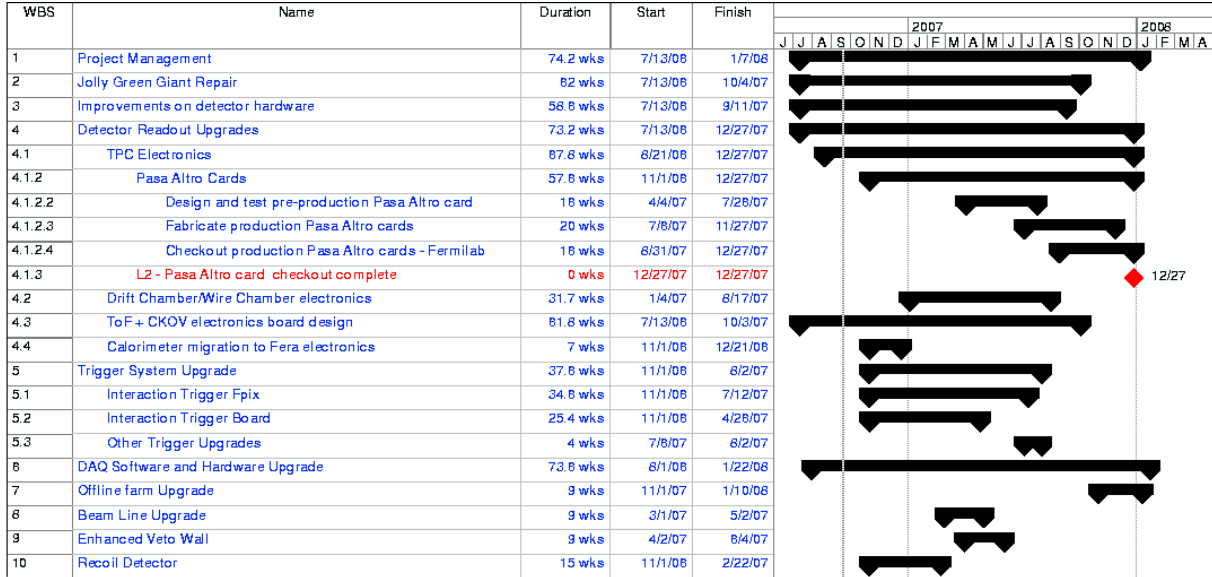 WBS Name Duration Start Finish
2007 2008
J J A S O N D J F M A M J J A S O N D J F M A
1 Project Management 74.2 wks 7/13/06 1/7/08
2 Jolly Green Giant Repair 62 wks 7/13/06 10/4/07
3 Improvements on detector hardware 58.6 wks 7/13/06 9/11/07
4 Detector Readout Upgrades 73.2 wks 7/13/06 12/27/07
4.1 TPC Electronics 67.8 wks 8/21/06 12/27/07
4.1.2 Pasa Altro Cards 57.6 wks 11/1/06 12/27/07
4.1.2.2 Design and test pre-production Pasa Altro card 16 wks 4/4/07 7/26/07
4.1.2.3 Fabricate production Pasa Altro cards 20 wks 7/6/07 11/27/07
4.1.2.4 Checkout production Pasa Altro cards - Fermilab 16 wks 8/31/07 12/27/07
4.1.3 L2 - Pasa Altro card checkout complete 0 wks 12/27/07 12/27/07 12/27
4.2 Drift Chamber/Wire Chamber electronics 31.7 wks 1/4/07 8/17/07
4.3 ToF + CKOV electronics board design 61.8 wks 7/13/06 10/3/07
4.4 Calorimeter migration to Fera electronics 7 wks 11/1/06 12/21/06
5 Trigger System Upgrade 37.6 wks 11/1/06 8/2/07
5.1 Interaction Trigger Fpix 34.6 wks 11/1/06 7/12/07
5.2 Interaction Trigger Board 25.4 wks 11/1/06 4/26/07
5.3 Other Trigger Upgrades 4 wks 7/6/07 8/2/07
6 DAQ Software and Hardware Upgrade 73.6 wks 8/1/06 1/22/08
7 Offline farm Upgrade 9 wks 11/1/07 1/10/08
8 Beam Line Upgrade 9 wks 3/1/07 5/2/07
9 Enhanced Veto Wall 9 wks 4/2/07 6/4/07
10 Recoil Detector 15 wks 11/1/06 2/22/07